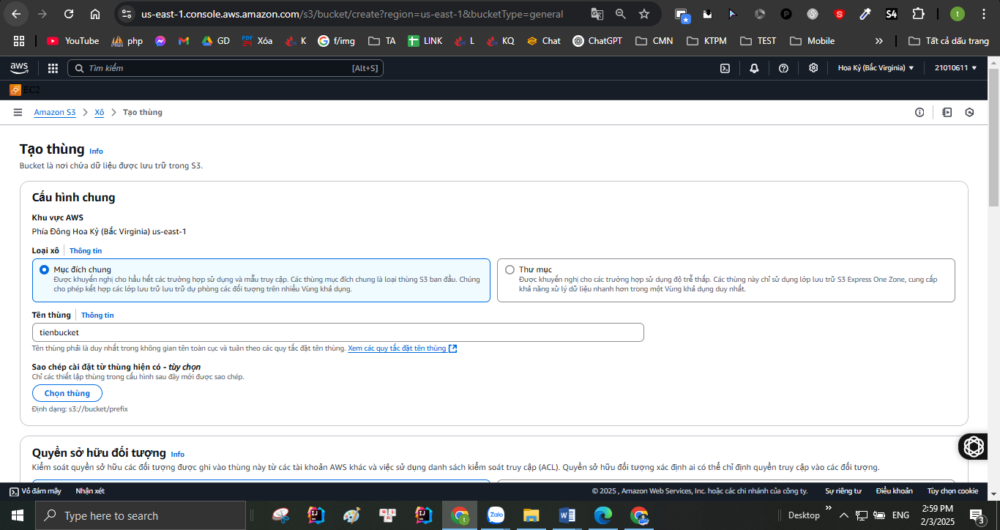 us-east-1.console.aws.amazon.com/s3/bucket/create?region=us-east-1&bucketType=general
YouTube php GD Xóa K f/img TA LINK L KQ Chat ChatGPT CMN KTPM TEST Mobile » Tất cả dấu trang
aws Tìm kiếm [Alt+S] Hoa Kỳ (Bắc Virginia) 21010611
EC2
Amazon S3 > Xô > Tạo thùng
Tạo thùng Info
Bucket là nơi chứa dữ liệu được lưu trữ trong S3.
Cấu hình chung
Khu vực AWS
Phía Đông Hoa Kỳ (Bắc Virginia) us-east-1
Loại xô Thông tin
Mục đích chung
Được khuyến nghị cho hầu hết các trường hợp sử dụng và mẫu truy cập. Các thùng mục đích chung là loại thùng S3 ban đầu. Chúng
cho phép kết hợp các lớp lưu trữ lưu trữ dự phòng các đối tượng trên nhiều Vùng khả dụng.
Thư mục
Được khuyến nghị cho các trường hợp sử dụng độ trễ thấp. Các thùng này chỉ sử dụng lớp lưu trữ S3 Express One Zone, cung cấp
khả năng xử lý dữ liệu nhanh hơn trong một Vùng khả dụng duy nhất.
Tên thùng Thông tin
tienbucket
Tên thùng phải là duy nhất trong không gian tên toàn cục và tuân theo các quy tắc đặt tên thùng. Xem các quy tắc đặt tên thùng
Sao chép cài đặt từ thùng hiện có - tùy chọn
Chỉ các thiết lập thùng trong cấu hình sau đây mới được sao chép.
Chọn thùng
Định dạng: s3://bucket/prefix
Quyền sở hữu đối tượng Info
Kiểm soát quyền sở hữu các đối tượng được ghi vào thùng này từ các tài khoản AWS khác và việc sử dụng danh sách kiểm soát truy cập (ACL). Quyền sở hữu đối tượng xác định ai có thể chỉ định quyền truy cập vào các đối tượng.
Vỏ đám mây Nhận xét © 2025 , Amazon Web Services, Inc. hoặc các chi nhánh của công ty. Sự riêng tư Điều khoản Tùy chọn cookie
Type here to search Zalo Desktop » ENG 2:59 PM
2/3/2025 3